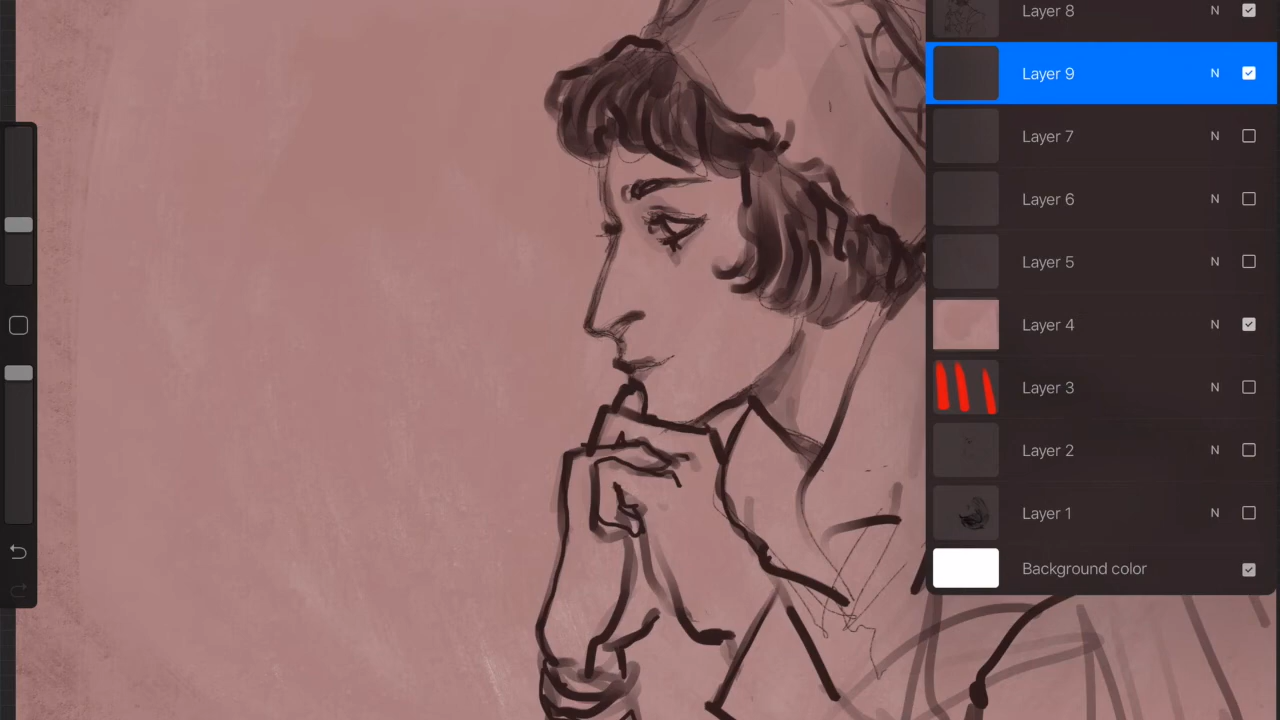 Layer 8 N
Layer 9 N
Layer 7 N
Layer 6 N
Layer 5 N
Layer 4 N
Layer 3 N
Layer 2 N
Layer 1 N
Background color